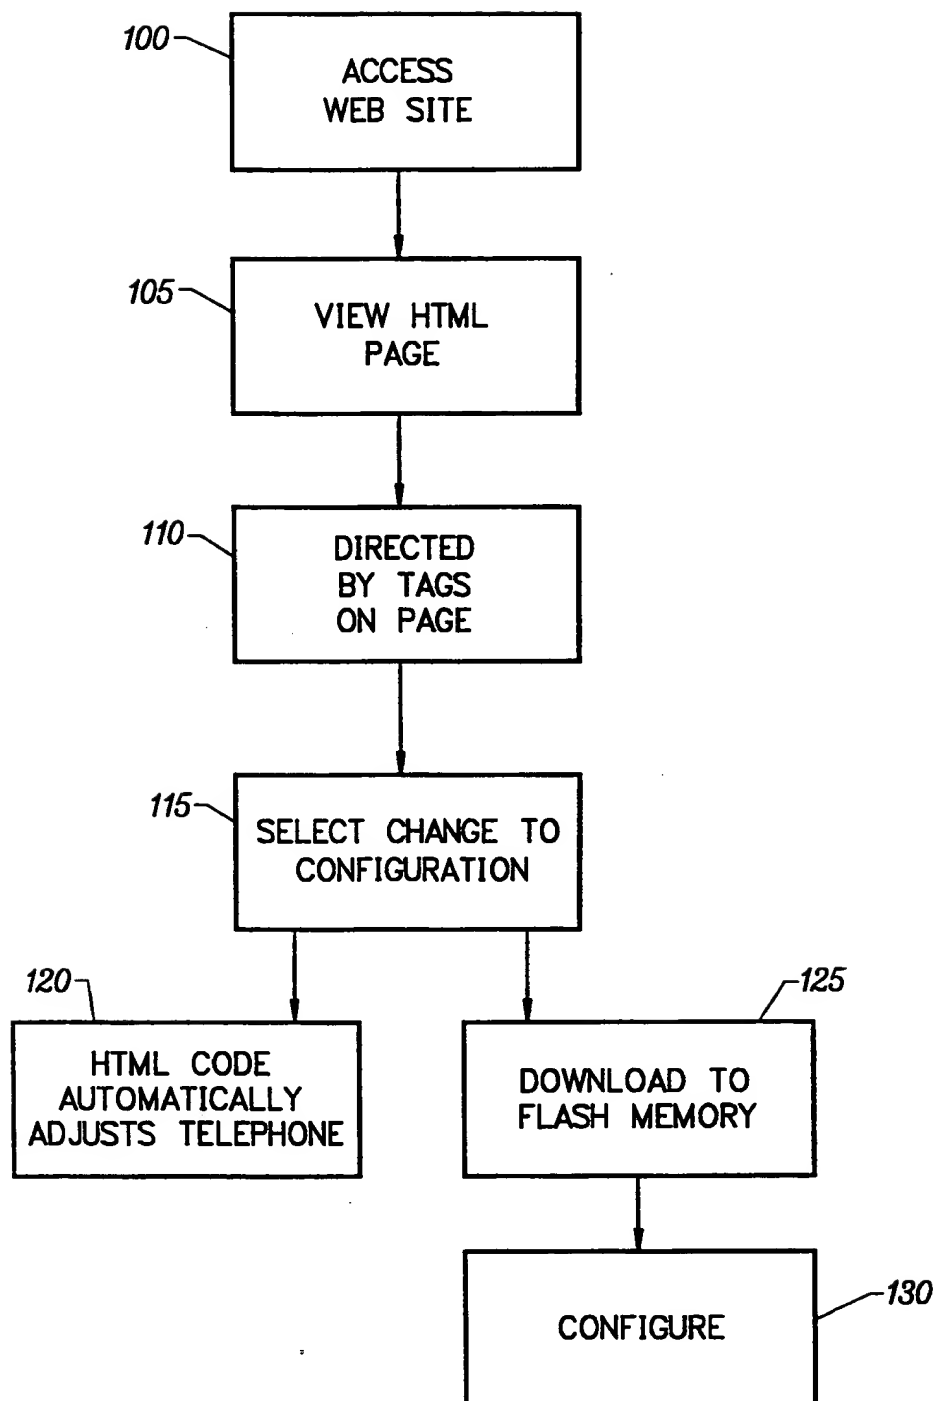 100
ACCESS
WEB SITE
105
VIEW HTML
PAGE
110
DIRECTED
BY TAGS
ON PAGE
115
SELECT CHANGE TO
CONFIGURATION
120
HTML CODE
AUTOMATICALLY
ADJUSTS TELEPHONE
125
DOWNLOAD TO
FLASH MEMORY
130
CONFIGURE